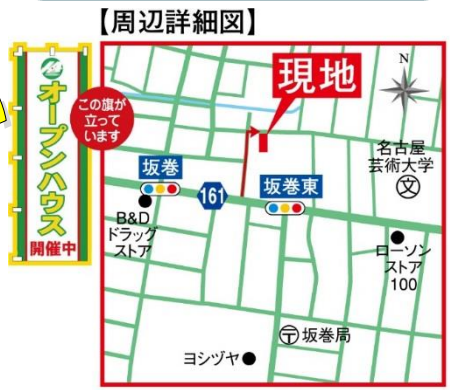 【周辺詳細図】
オープンハウス
開催中
この旗が
立って
います
N
現地
名古屋
芸術大学
文
坂巻
161
坂巻東
B&D
ドラッグ
ストア
ローソン
ストア
100
〒坂巻局
ヨシヅヤ